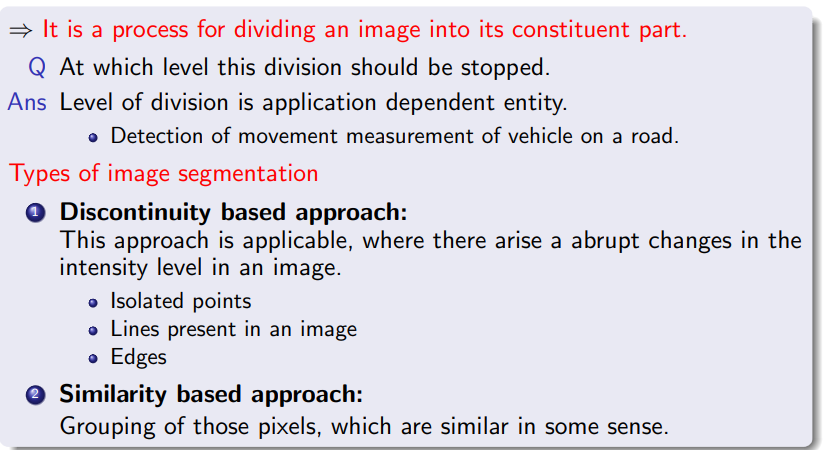 ⇒ It is a process for dividing an image into its constituent part.
Q At which level this division should be stopped.
Ans Level of division is application dependent entity.
• Detection of movement measurement of vehicle on a road.
Types of image segmentation
1 Discontinuity based approach:
This approach is applicable, where there arise a abrupt changes in the
intensity level in an image.
• Isolated points
• Lines present in an image
• Edges
2 Similarity based approach:
Grouping of those pixels, which are similar in some sense.